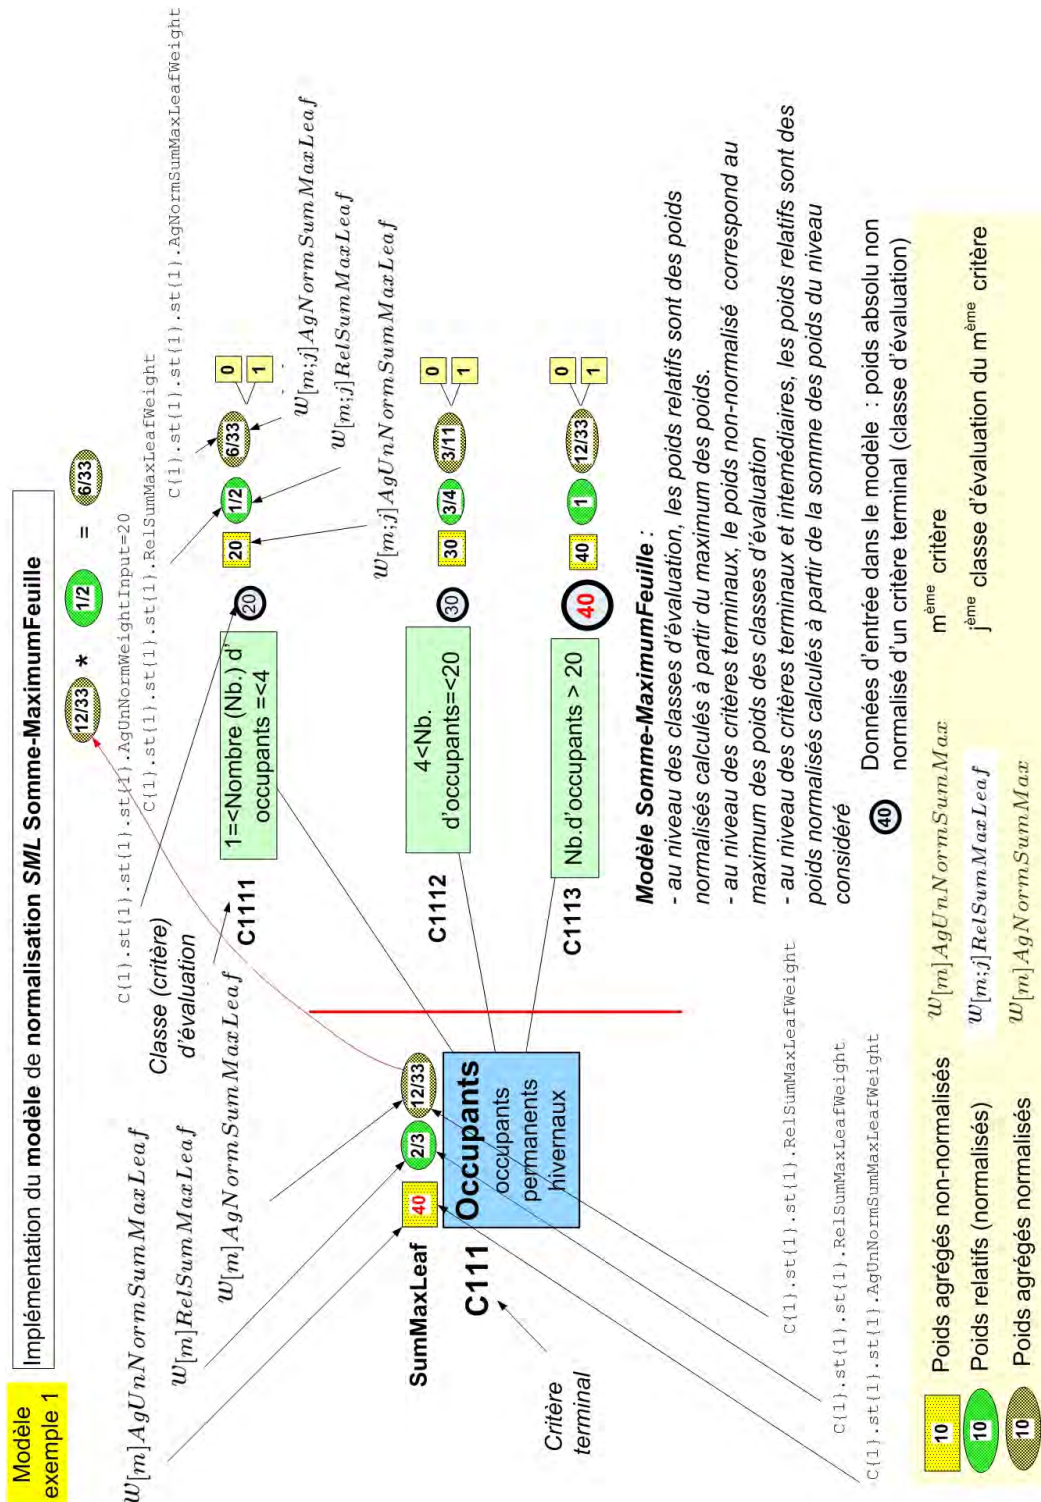 Modèle
exemple 1
Implémentation du modèle de normalisation SML Somme-MaximumFeuille
12/33 * 1/2 = 6/33
C{1}.st{1}.st{1}.AgUnNormWeightInput=20
C{1}.st{1}.st{1}.RelSumMaxLeafWeight
C{1}.st{1}.st{1}.st{1}.AgNormSumMaxLeafWeight
w[m]AgUnNormSumMaxLeaf
w[m]RelSumMaxLeaf
w[m]AgNormSumMaxLeaf
Classe (critère)
d'évaluation
C1111
1=<Nombre (Nb.) d'
occupants =<4
20 20 1/2 6/33 0
1
w[m;j]AgNormSumMaxLeaf
w[m;j]RelSumMaxLeaf
w[m;j]AgUnNormSumMaxLeaf
SumMaxLeaf
40 2/3 12/33
C111
Occupants
occupants
permanents
hivernaux
Critère
terminal
C1112
4<Nb.
d'occupants=<20
30 30 3/4 3/11 0
1
C1113
Nb.d'occupants > 20
40 40 1 12/33 0
1
C{1}.st{1}.st{1}.RelSumMaxLeafWeight
C{1}.st{1}.st{1}.RelSumMaxLeafWeight
C{1}.st{1}.st{1}.AgUnNormSumMaxLeafWeight
Modèle Somme-MaximumFeuille :
- au niveau des classes d'évaluation, les poids relatifs sont des poids
normalisés calculés à partir du maximum des poids.
- au niveau des critères terminaux, le poids non-normalisé correspond au
maximum des poids des classes d'évaluation
- au niveau des critères terminaux et intermédiaires, les poids relatifs sont des
poids normalisés calculés à partir de la somme des poids du niveau
considéré
40 Données d'entrée dans le modèle : poids absolu non
normalisé d'un critère terminal (classe d'évaluation)
10 Poids agrégés non-normalisés w[m]AgUnNormSumMax m ème critère
10 Poids relatifs (normalisés) w[m;j]RelSumMaxLeaf j ème classe d'évaluation du m ème critère
10 Poids agrégés normalisés w[m]AgNormSumMax